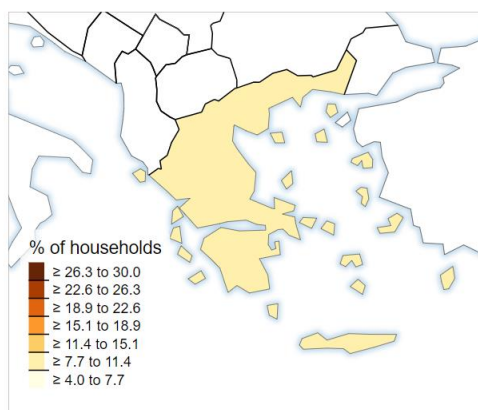 % of households
≥ 26.3 to 30.0
≥ 22.6 to 26.3
≥ 18.9 to 22.6
≥ 15.1 to 18.9
≥ 11.4 to 15.1
≥ 7.7 to 11.4
≥ 4.0 to 7.7